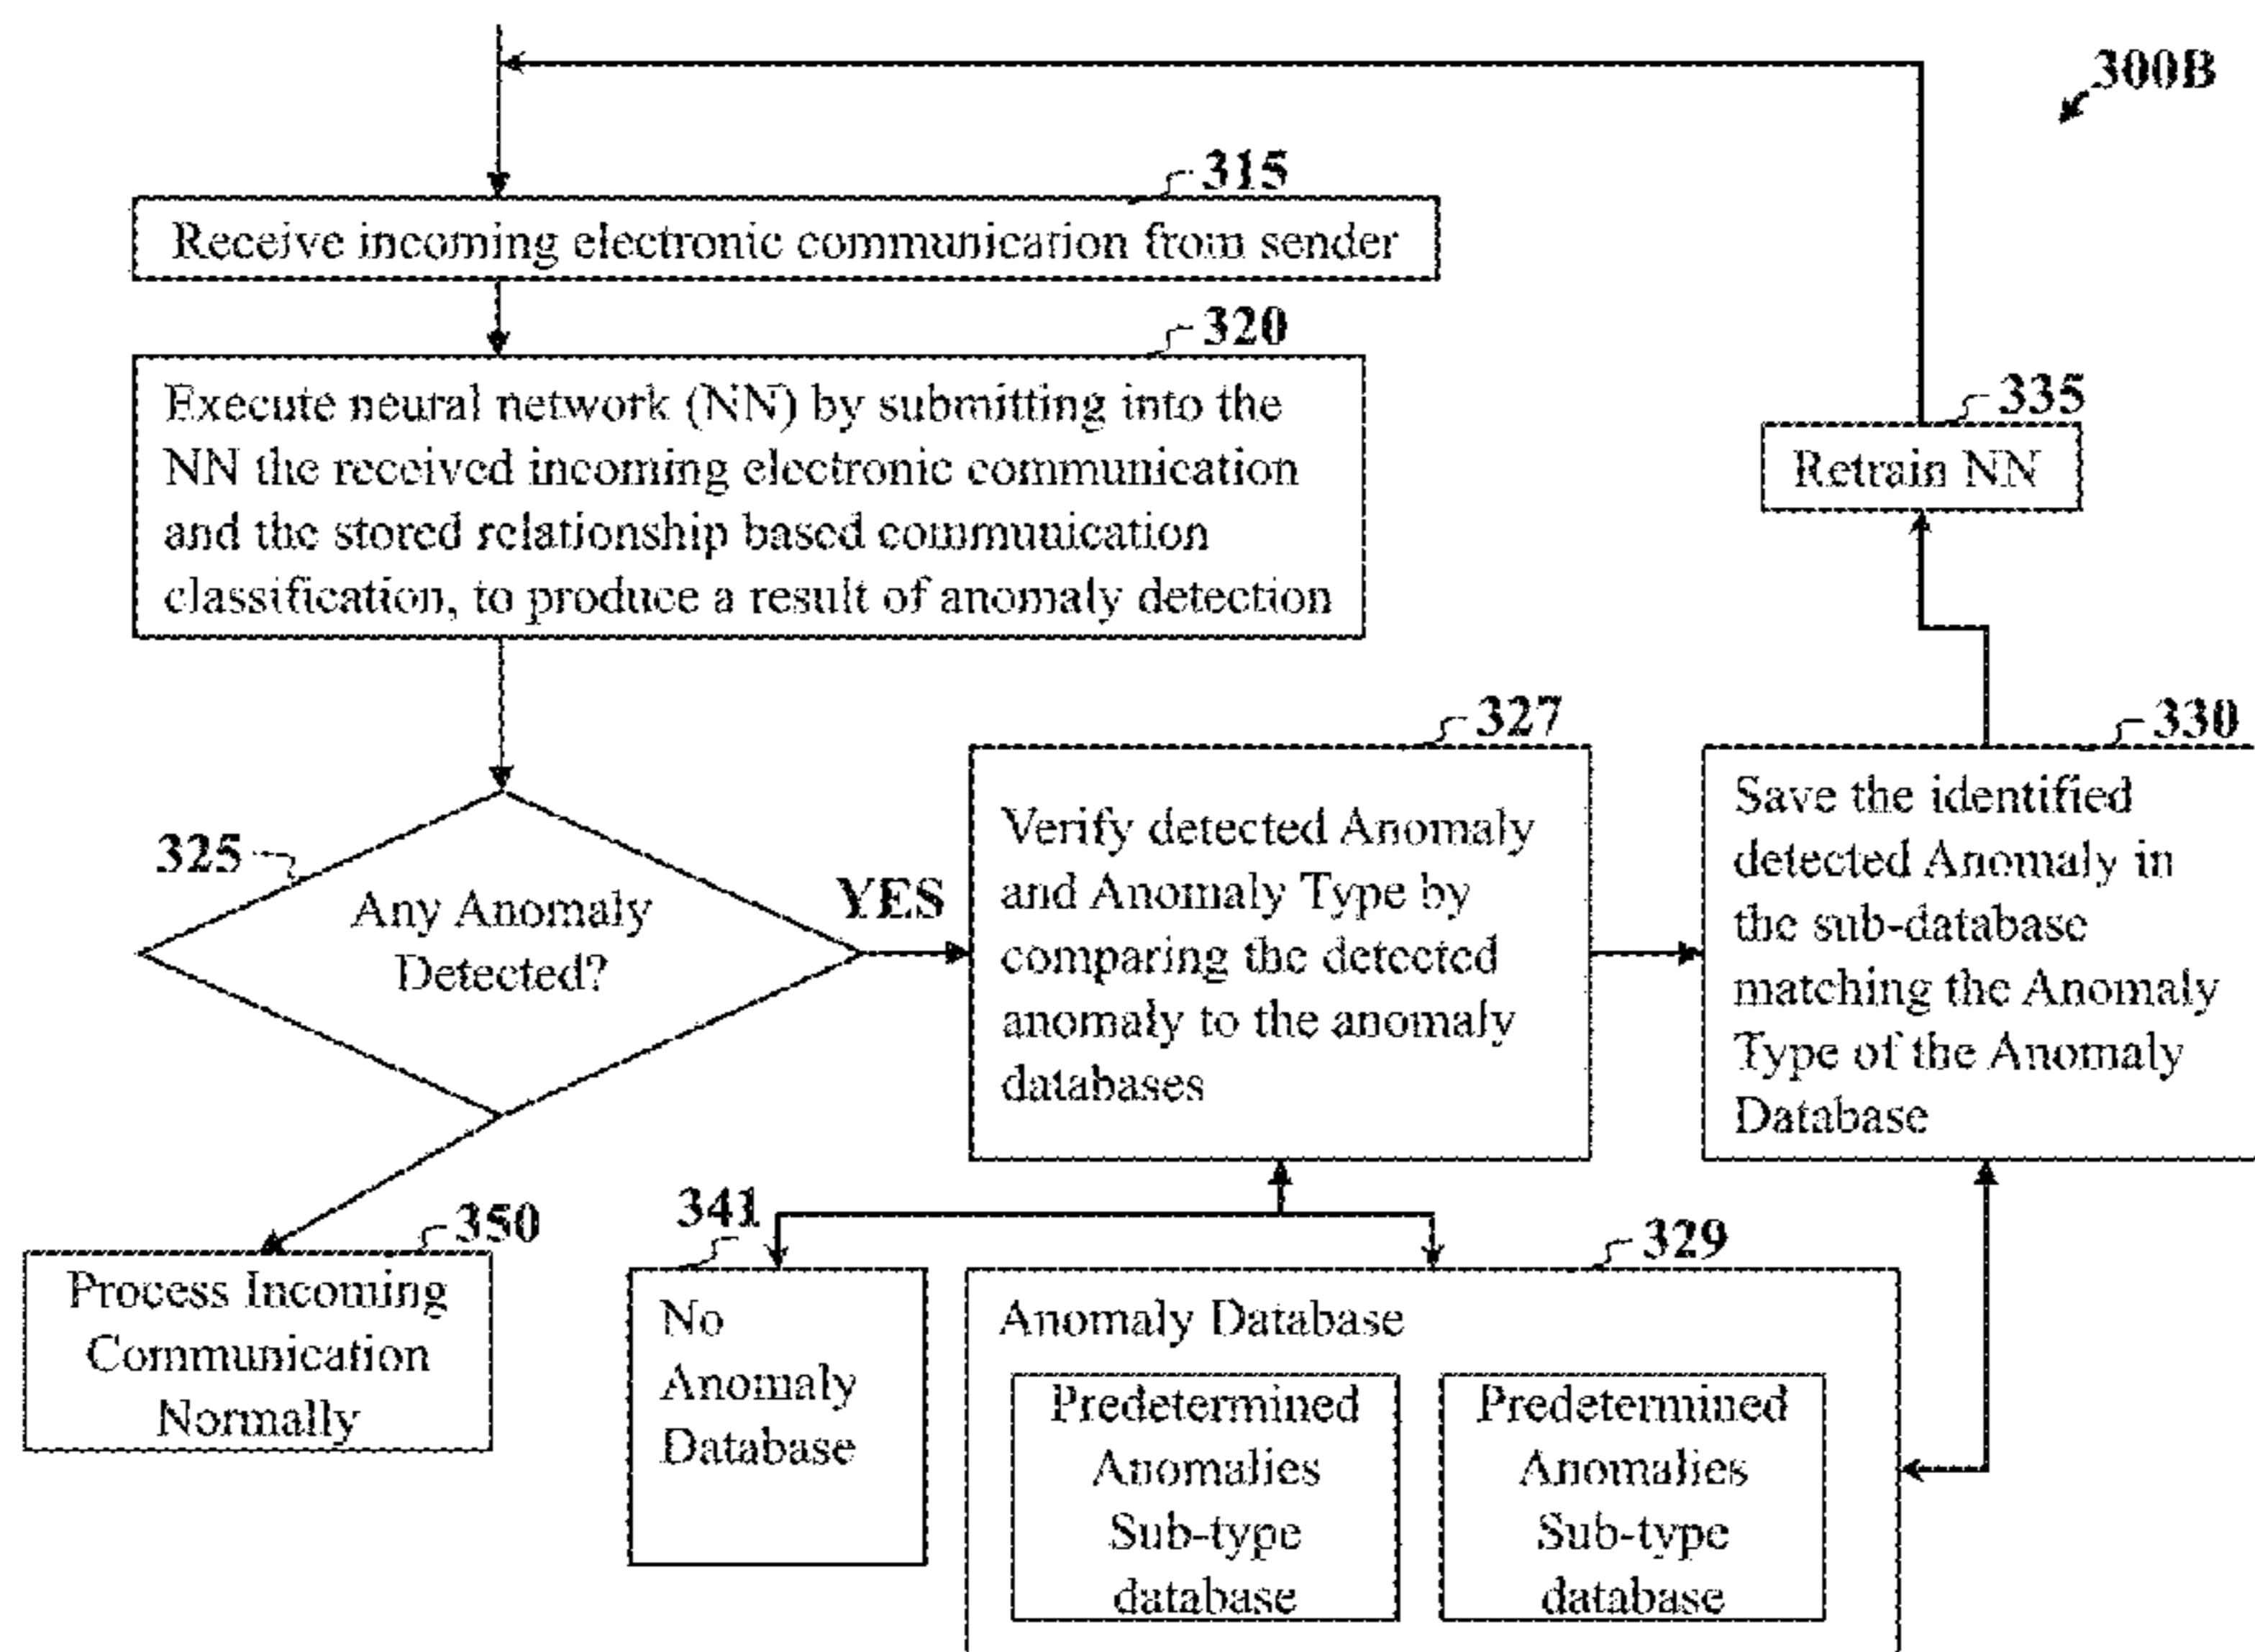 300B
315
Receive incoming electronic communication from sender
320
Execute neural network (NN) by submitting into the
NN the received incoming electronic communication
and the stored relationship based communication
classification, to produce a result of anomaly detection
335
Retrain NN
325
Any Anomaly
Detected?
YES
327
Verify detected Anomaly
and Anomaly Type by
comparing the detected
anomaly to the anomaly
databases
330
Save the identified
detected Anomaly in
the sub-database
matching the Anomaly
Type of the Anomaly
Database
350
Process Incoming
Communication
Normally
341
No
Anomaly
Database
329
Anomaly Database
Predetermined
Anomalies
Sub-type
database
Predetermined
Anomalies
Sub-type
database